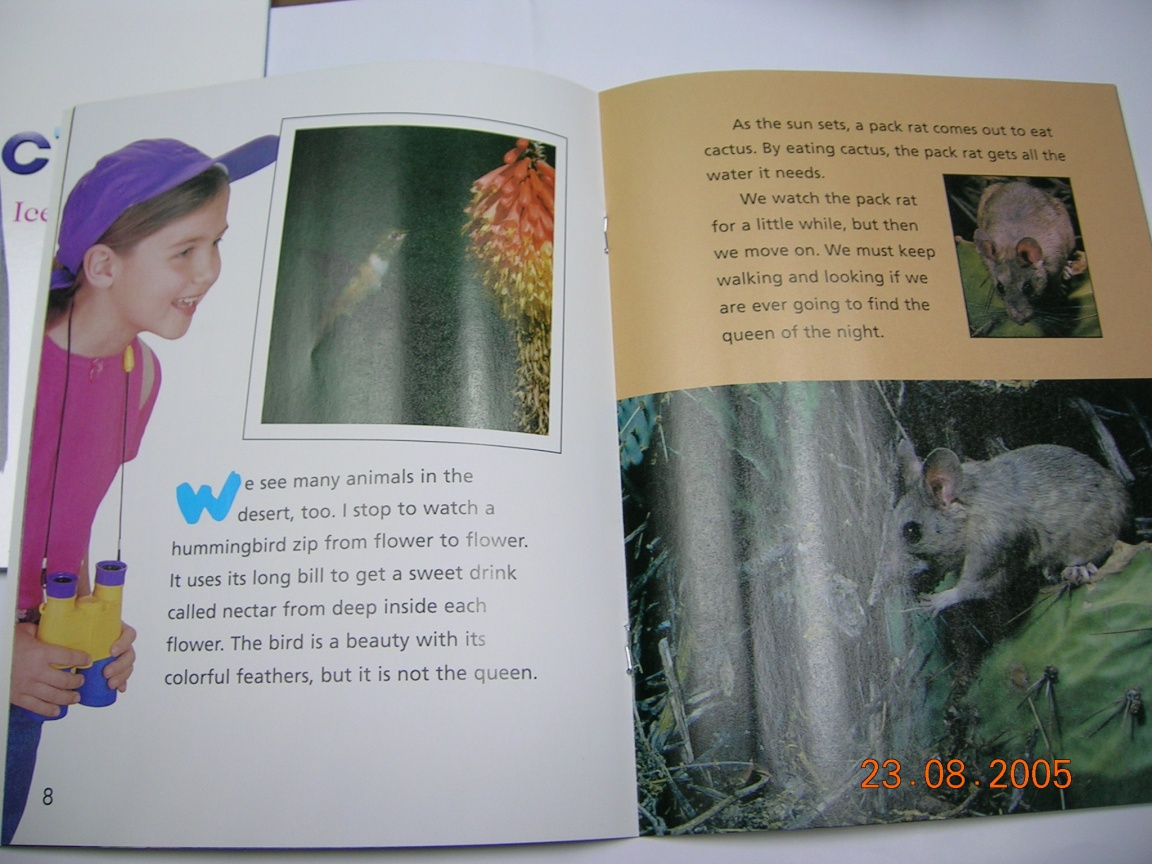 C
Ice
We see many animals in the
desert, too. I stop to watch a
hummingbird zip from flower to flower.
It uses its long bill to get a sweet drink
called nectar from deep inside each
flower. The bird is a beauty with its
colorful feathers, but it is not the queen.
8
As the sun sets, a pack rat comes out to eat
cactus. By eating cactus, the pack rat gets all the
water it needs.
We watch the pack rat
for a little while, but then
we move on. We must keep
walking and looking if we
are ever going to find the
queen of the night.
23.08.2005